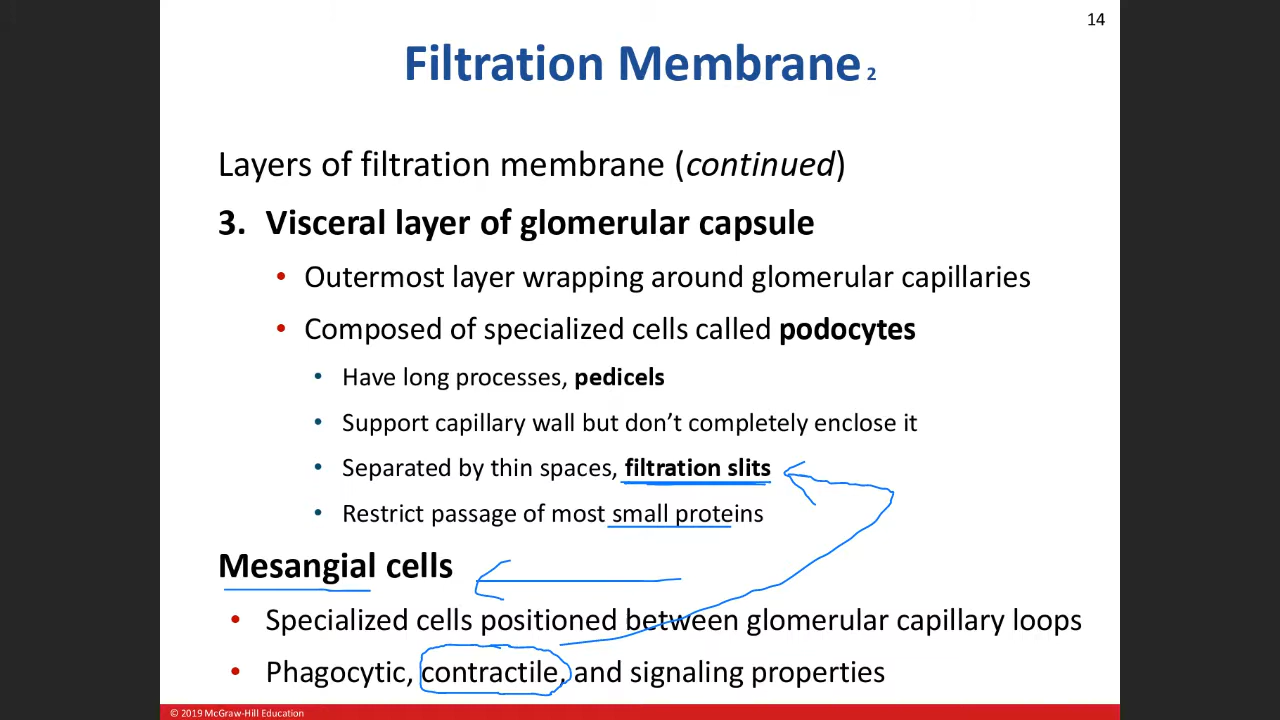 14
Filtration Membrane 2
Layers of filtration membrane (continued)
3. Visceral layer of glomerular capsule
• Outermost layer wrapping around glomerular capillaries
• Composed of specialized cells called podocytes
• Have long processes, pedicels
• Support capillary wall but don’t completely enclose it
• Separated by thin spaces, filtration slits
• Restrict passage of most small proteins
Mesangial cells
• Specialized cells positioned between glomerular capillary loops
• Phagocytic, contractile, and signaling properties
© 2019 McGraw-Hill Education